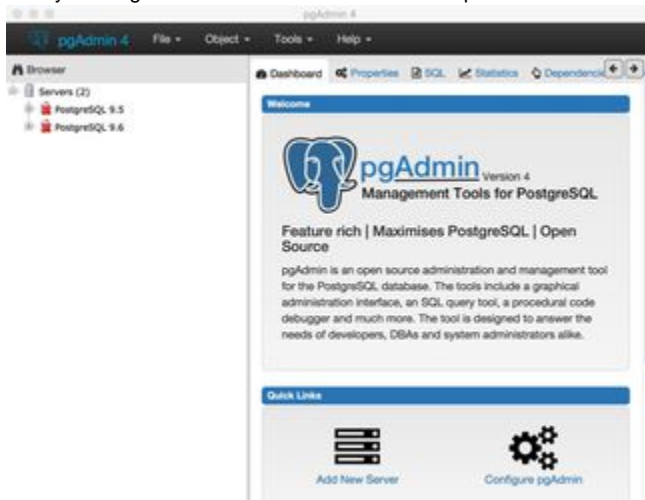 pgAdmin 4
pgAdmin 4 File Object Tools Help
Browser
Dashboard Properties SQL Statistics Dependencie
Servers (2)
PostgreSQL 9.5
PostgreSQL 9.6
Welcome
pgAdmin Version 4
Management Tools for PostgreSQL
Feature rich | Maximises PostgreSQL | Open
Source
pgAdmin is an open source administration and management tool
for the PostgreSQL database. The tools include a graphical
administration interface, an SQL query tool, a procedural code
debugger and much more. The tool is designed to answer the
needs of developers, DBAs and system administrators alike.
Quick Links
Add New Server
Configure pgAdmin